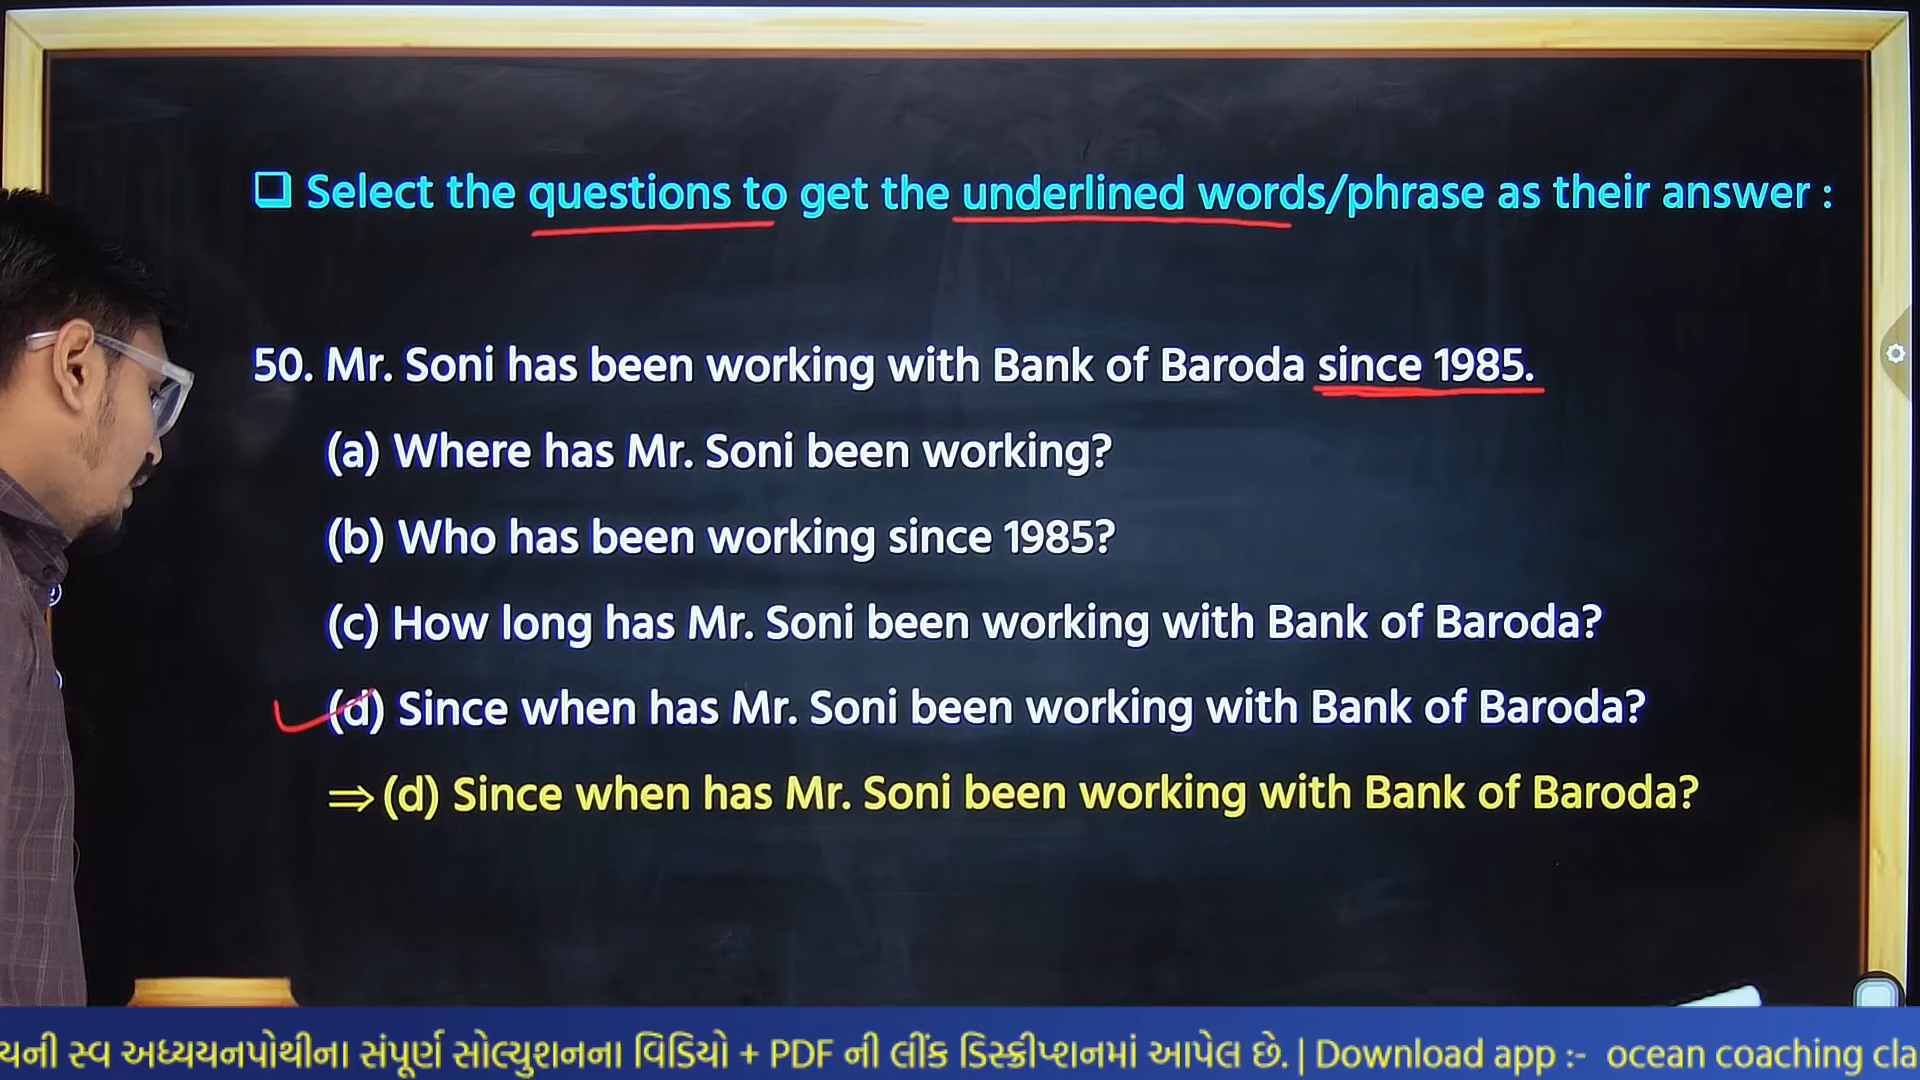 ❑ Select the questions to get the underlined words/phrase as their answer :
50. Mr. Soni has been working with Bank of Baroda since 1985.
(a) Where has Mr. Soni been working?
(b) Who has been working since 1985?
(c) How long has Mr. Soni been working with Bank of Baroda?
(d) Since when has Mr. Soni been working with Bank of Baroda?
⇒ (d) Since when has Mr. Soni been working with Bank of Baroda?
યની સ્વ અધ્યયનપોથીના સંપૂર્ણ સોલ્યુશનના વિડિયો + PDF ની લીંક ડિસ્ક્રીપ્શનમાં આપેલ છે. | Download app :- ocean coaching cla